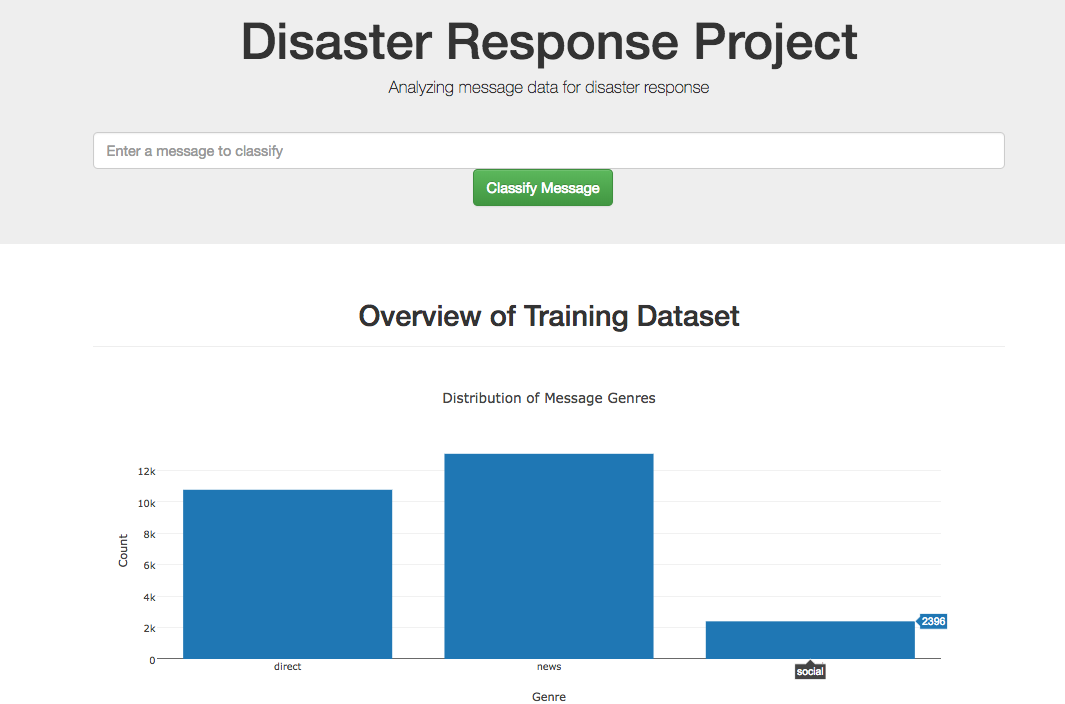 Disaster Response Project
Analyzing message data for disaster response
Enter a message to classify
Classify Message
Overview of Training Dataset
Distribution of Message Genres
12k
10k
8k
6k
4k
2k
0
Count
2396
direct
news
social
Genre